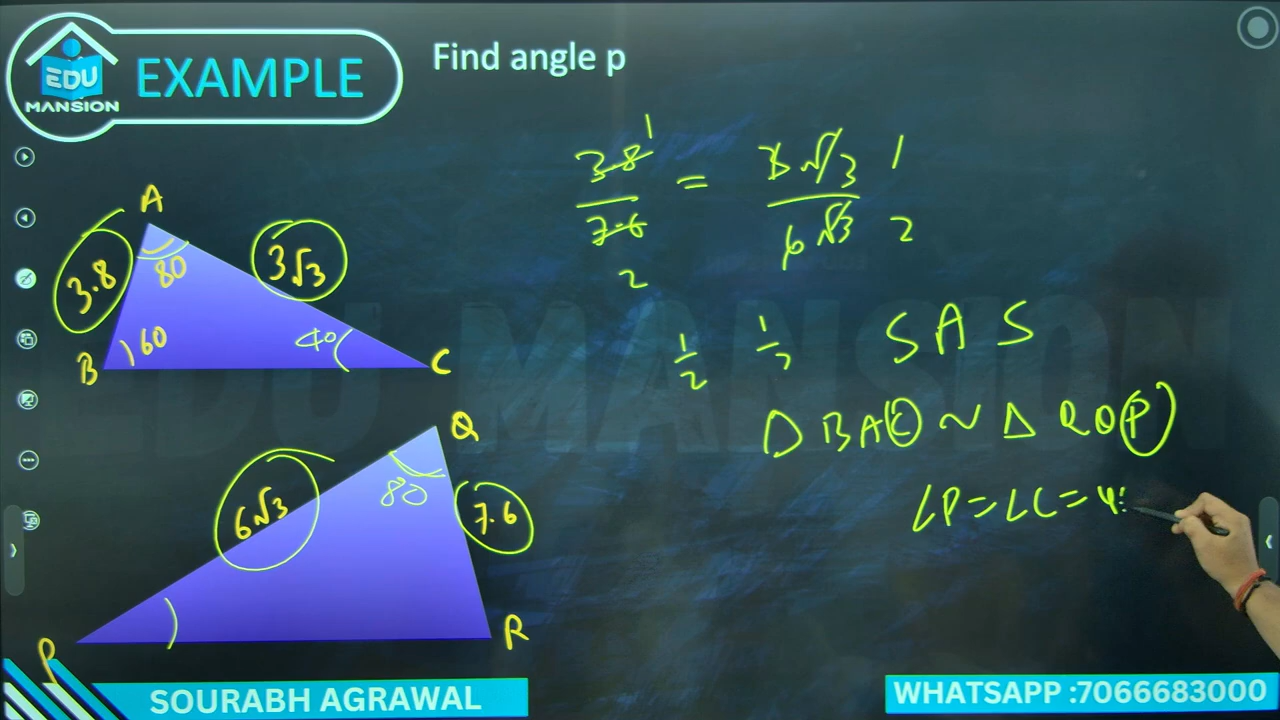 EDU
MANSION
EXAMPLE
Find angle p
3.8 1
7.6
2
=
3√3 1
6√3 2
A
3.8
80
3√3
60
40
B
C
1/2
S A S
Δ BAC ~ Δ RQP
∠P = ∠C = 4
Q
80
6√3
7.6
P
R
EDU MANSION
SOURABH AGRAWAL
WHATSAPP :7066683000